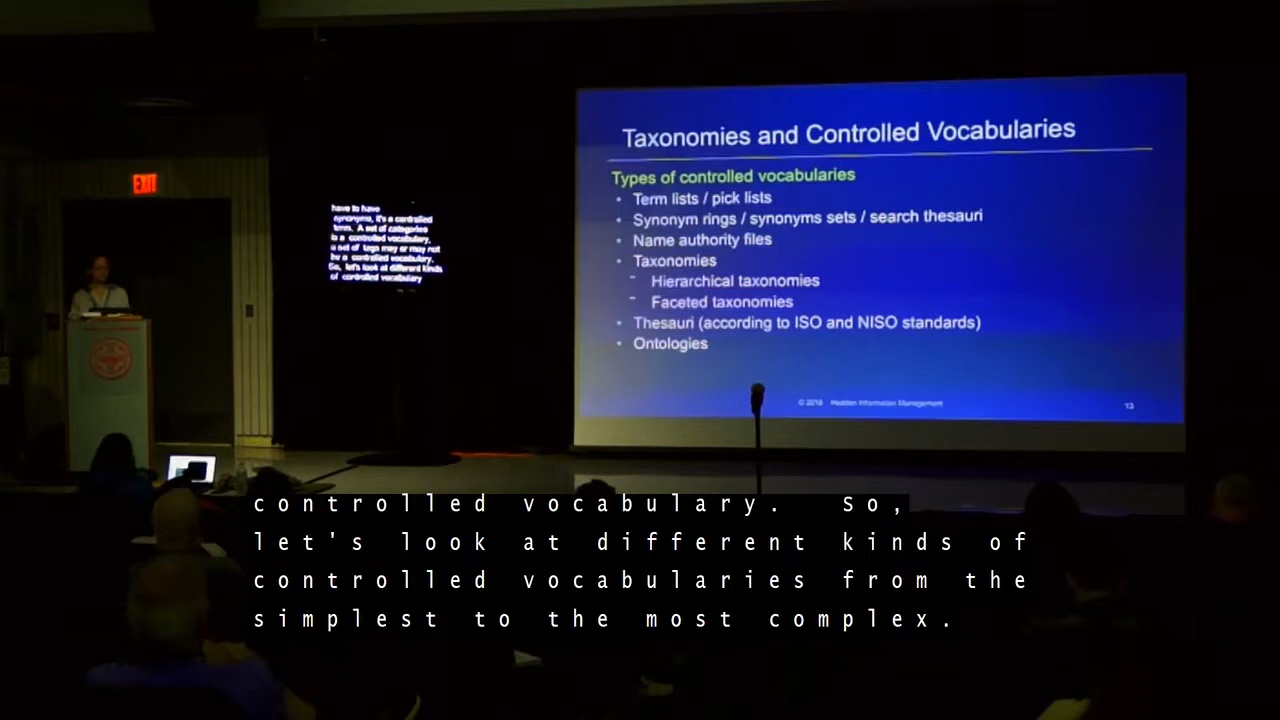 EXIT
have to have
synonyms, it's a controlled
term. A set of categories
is a controlled vocabulary,
a set of tags may or may not
be a controlled vocabulary.
So, let's look at different kinds
of controlled vocabulary
Taxonomies and Controlled Vocabularies
Types of controlled vocabularies
• Term lists / pick lists
• Synonym rings / synonyms sets / search thesauri
• Name authority files
• Taxonomies
- Hierarchical taxonomies
- Faceted taxonomies
• Thesauri (according to ISO and NISO standards)
• Ontologies
Information Management
13
controlled vocabulary. So,
let's look at different kinds of
controlled vocabularies from the
simplest to the most complex.